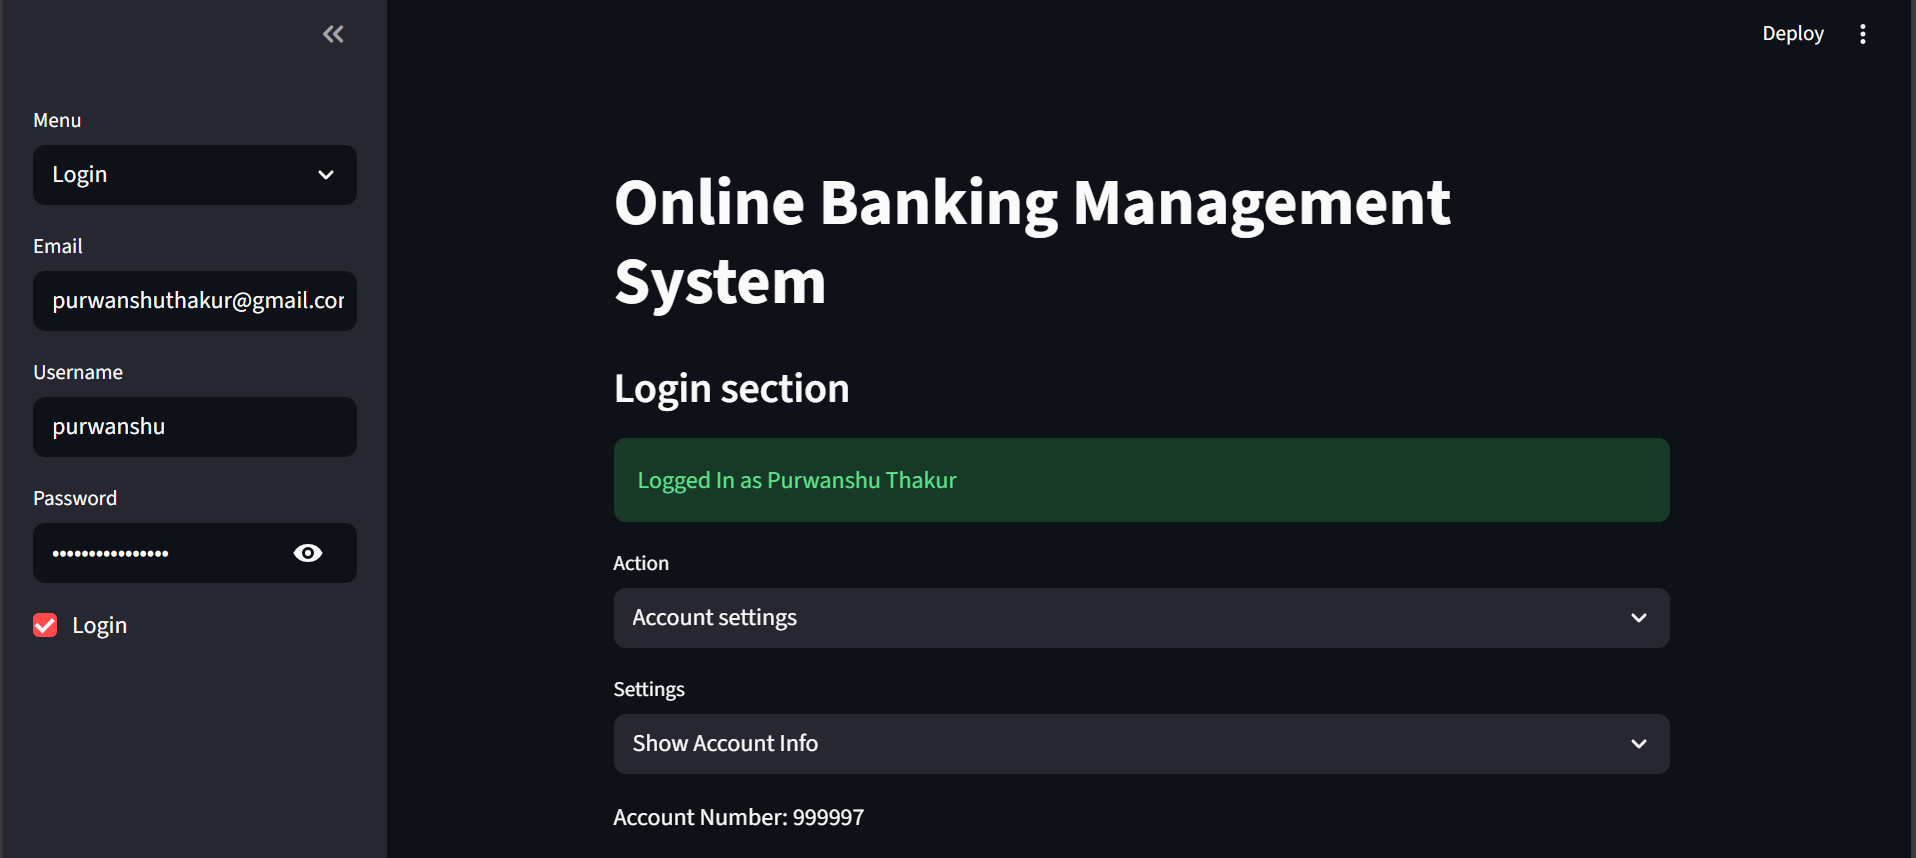 Deploy
Menu
Login
Email
purwanshuthakur@gmail.cor
Username
purwanshu
Password
••••••••••••••••
Login
Online Banking Management
System
Login section
Logged In as Purwanshu Thakur
Action
Account settings
Settings
Show Account Info
Account Number: 999997